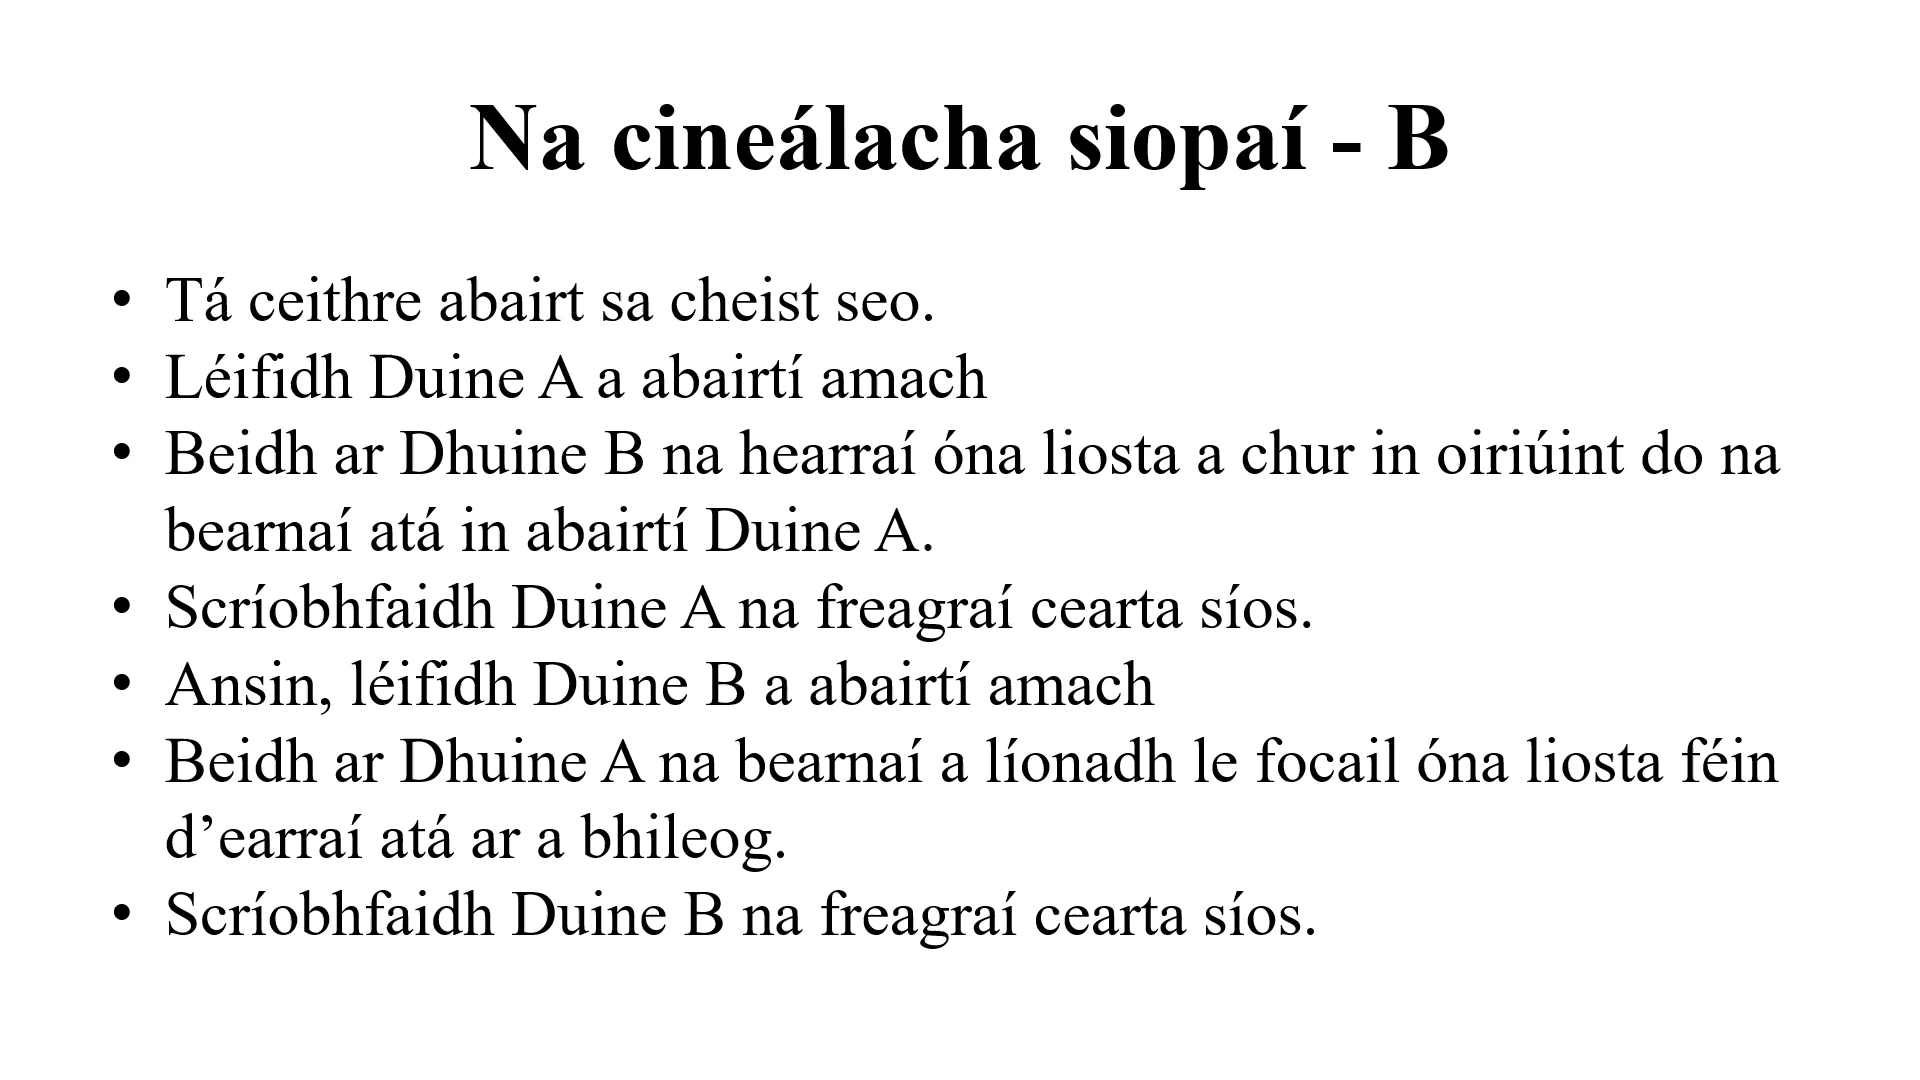 Na cineálacha siopaí - B
• Tá ceithre abairt sa cheist seo.
• Léifidh Duine A a abairtí amach
• Beidh ar Dhuine B na hearraí óna liosta a chur in oiriúint do na
bearnaí atá in abairtí Duine A.
• Scríobhfaidh Duine A na freagraí cearta síos.
• Ansin, léifidh Duine B a abairtí amach
• Beidh ar Dhuine A na bearnaí a líonadh le focail óna liosta féin
d’earraí atá ar a bhileog.
• Scríobhfaidh Duine B na freagraí cearta síos.